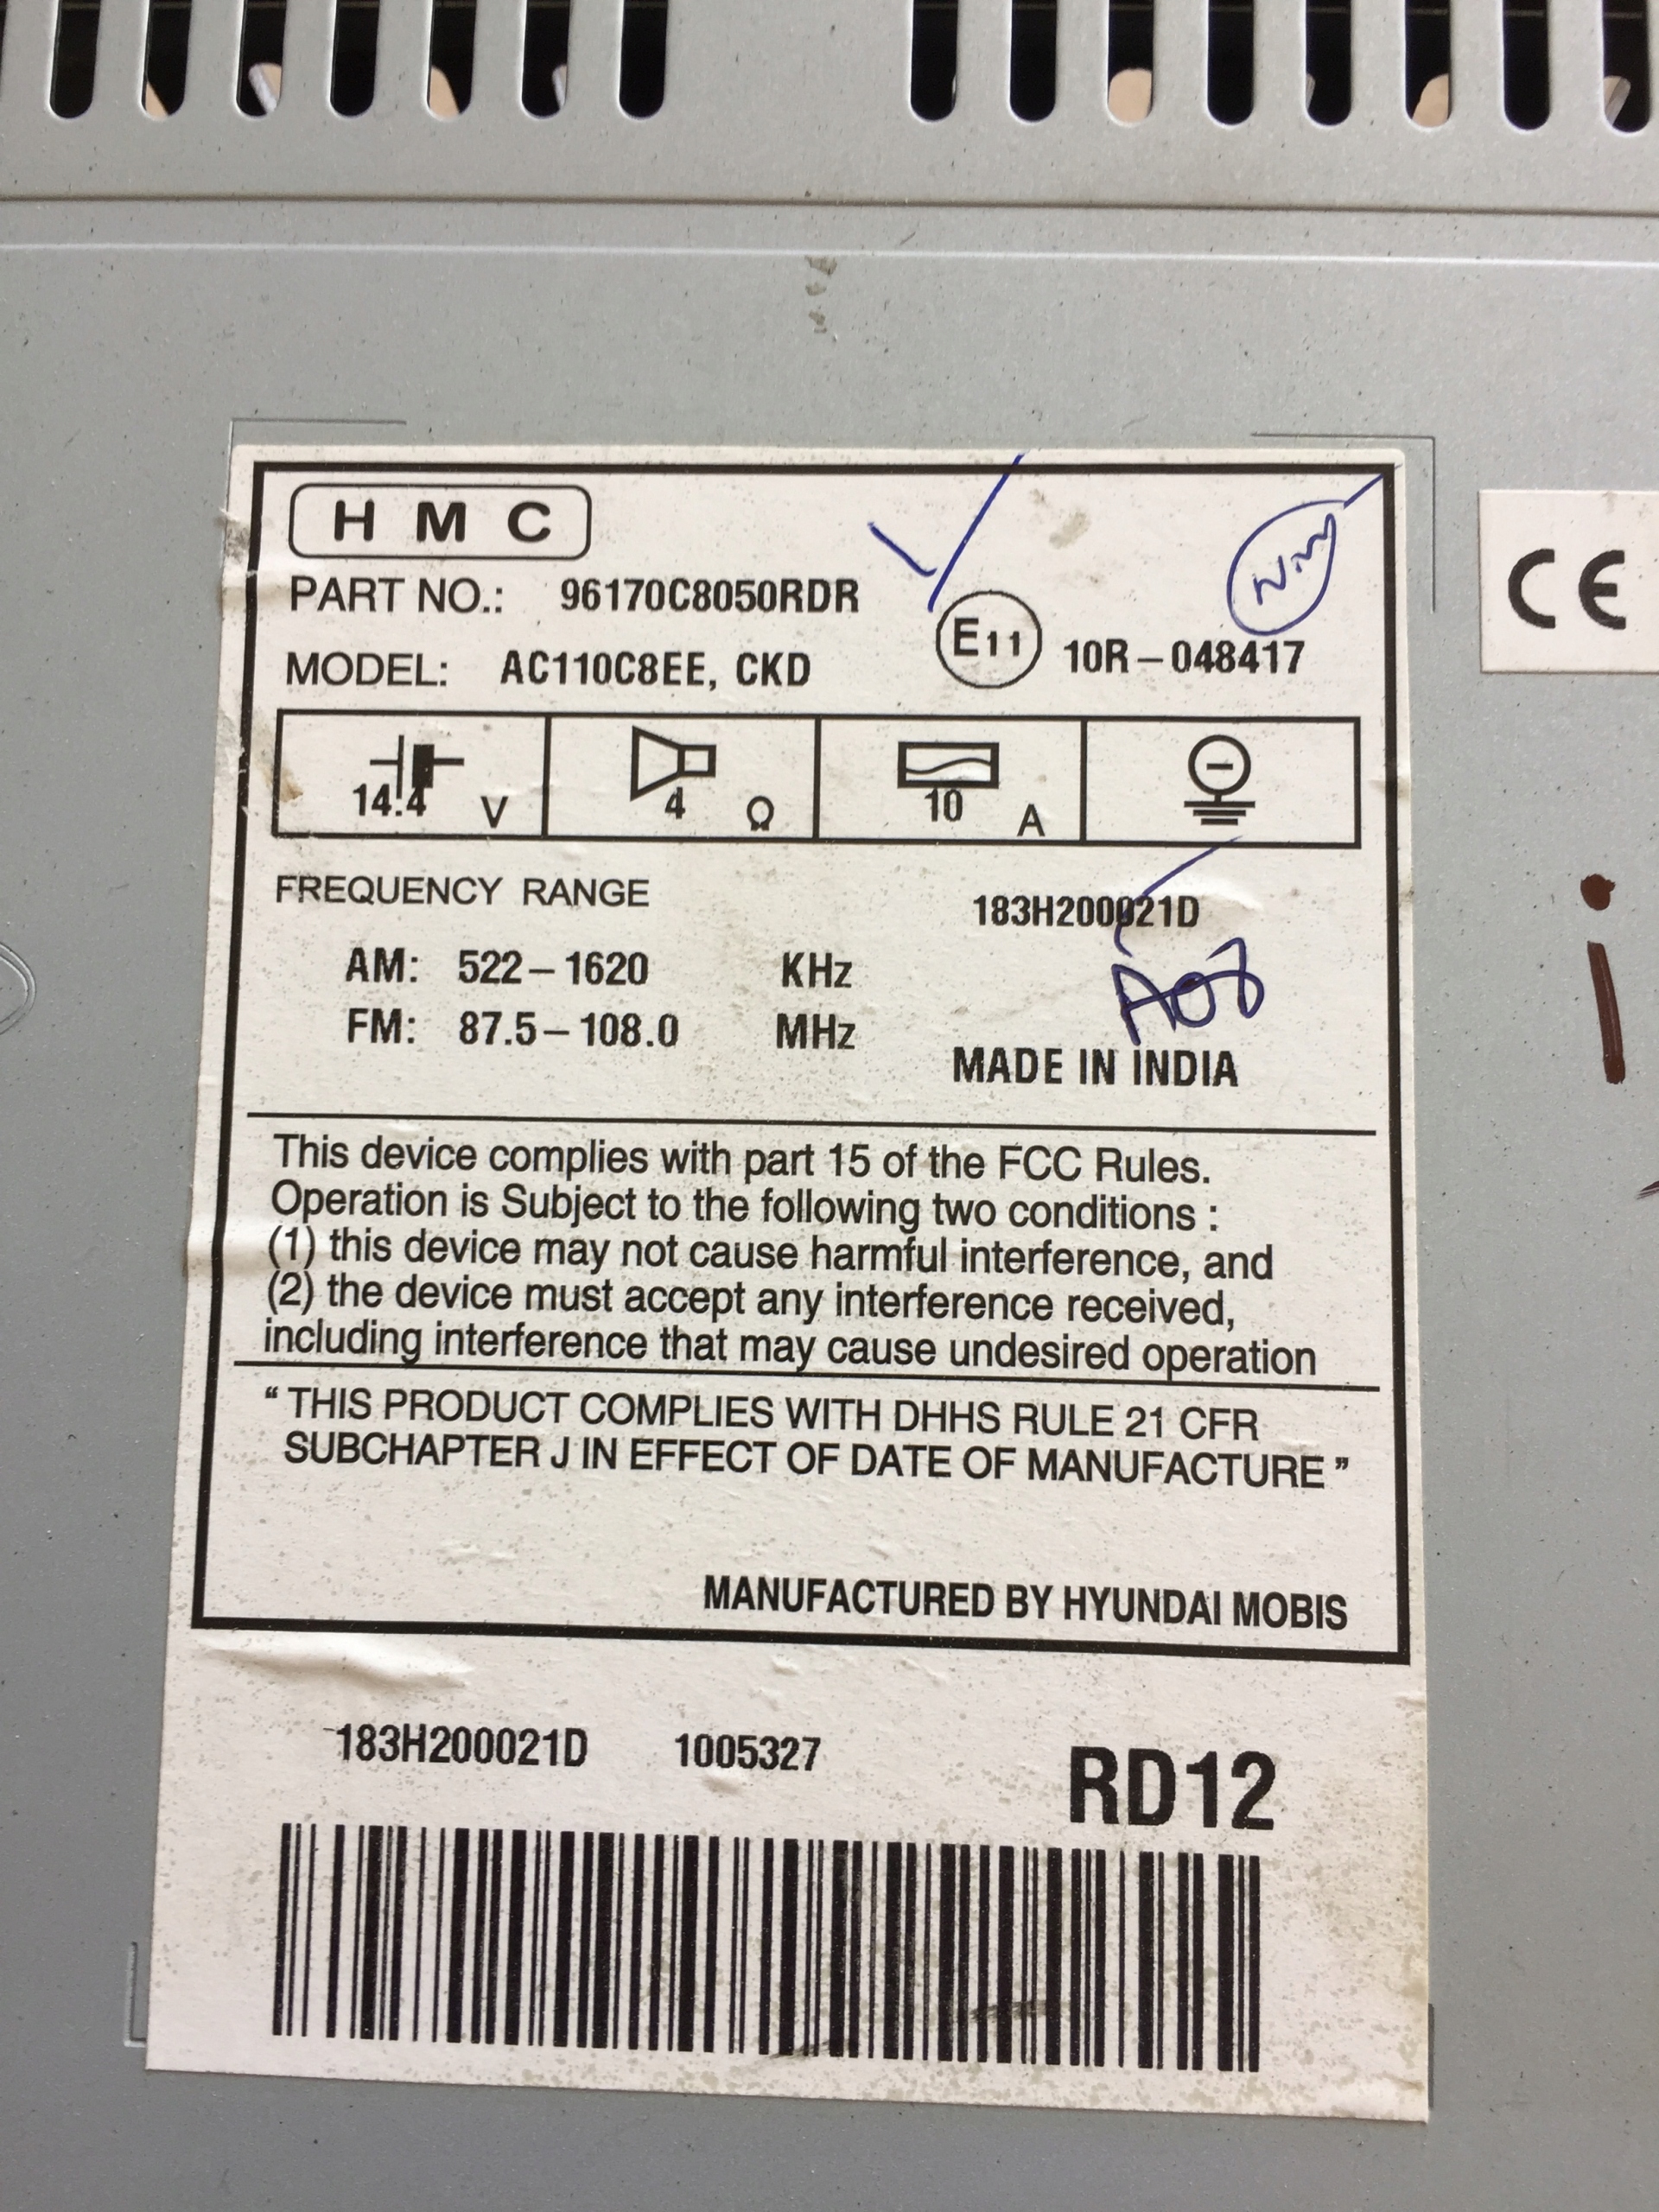 H M C
PART NO.: 96170C8050RDR
MODEL: AC110C8EE, CKD
E11 10R-048417
CE
14.4 V
4 Ω
10 A
FREQUENCY RANGE
183H200021D
AM: 522-1620 KHz
FM: 87.5-108.0 MHz
MADE IN INDIA
This device complies with part 15 of the FCC Rules.
Operation is Subject to the following two conditions :
(1) this device may not cause harmful interference, and
(2) the device must accept any interference received,
including interference that may cause undesired operation
“ THIS PRODUCT COMPLIES WITH DHHS RULE 21 CFR
SUBCHAPTER J IN EFFECT OF DATE OF MANUFACTURE ”
MANUFACTURED BY HYUNDAI MOBIS
183H200021D 1005327
RD12